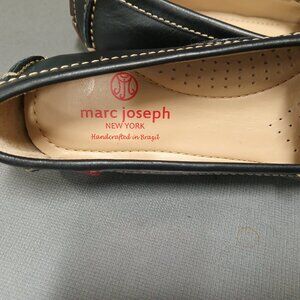 marc joseph
NEW YORK
Handcrafted in Brazil